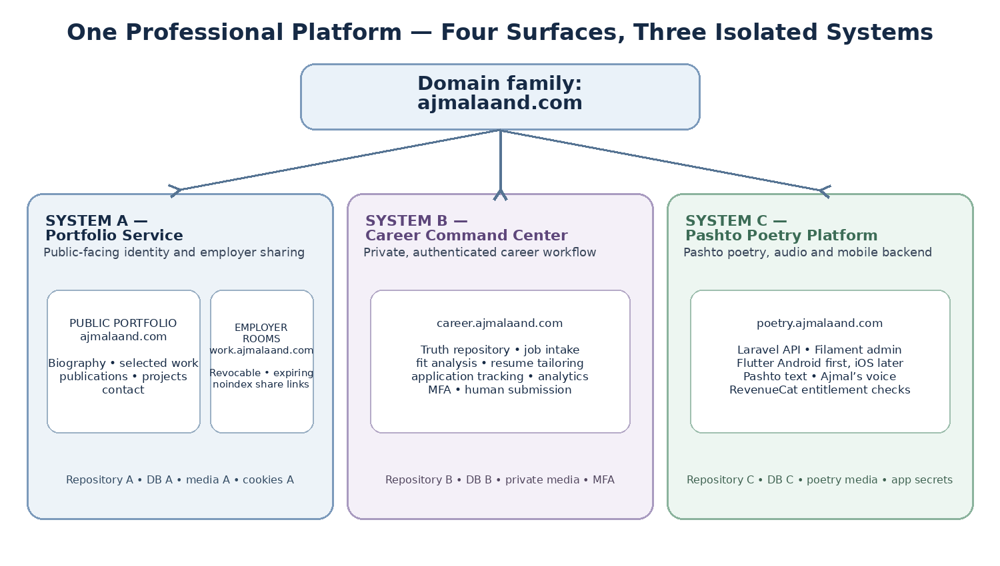 One Professional Platform — Four Surfaces, Three Isolated Systems
Domain family:
ajmalaand.com
SYSTEM A —
Portfolio Service
Public-facing identity and employer sharing
PUBLIC PORTFOLIO
ajmalaand.com
Biography • selected work
publications • projects
contact
EMPLOYER
ROOMS
work.ajmalaand.com
Revocable • expiring
noindex share links
Repository A • DB A • media A • cookies A
SYSTEM B —
Career Command Center
Private, authenticated career workflow
career.ajmalaand.com
Truth repository • job intake
fit analysis • resume tailoring
application tracking • analytics
MFA • human submission
Repository B • DB B • private media • MFA
SYSTEM C —
Pashto Poetry Platform
Pashto poetry, audio and mobile backend
poetry.ajmalaand.com
Laravel API • Filament admin
Flutter Android first, iOS later
Pashto text • Ajmal’s voice
RevenueCat entitlement checks
Repository C • DB C • poetry media • app secrets